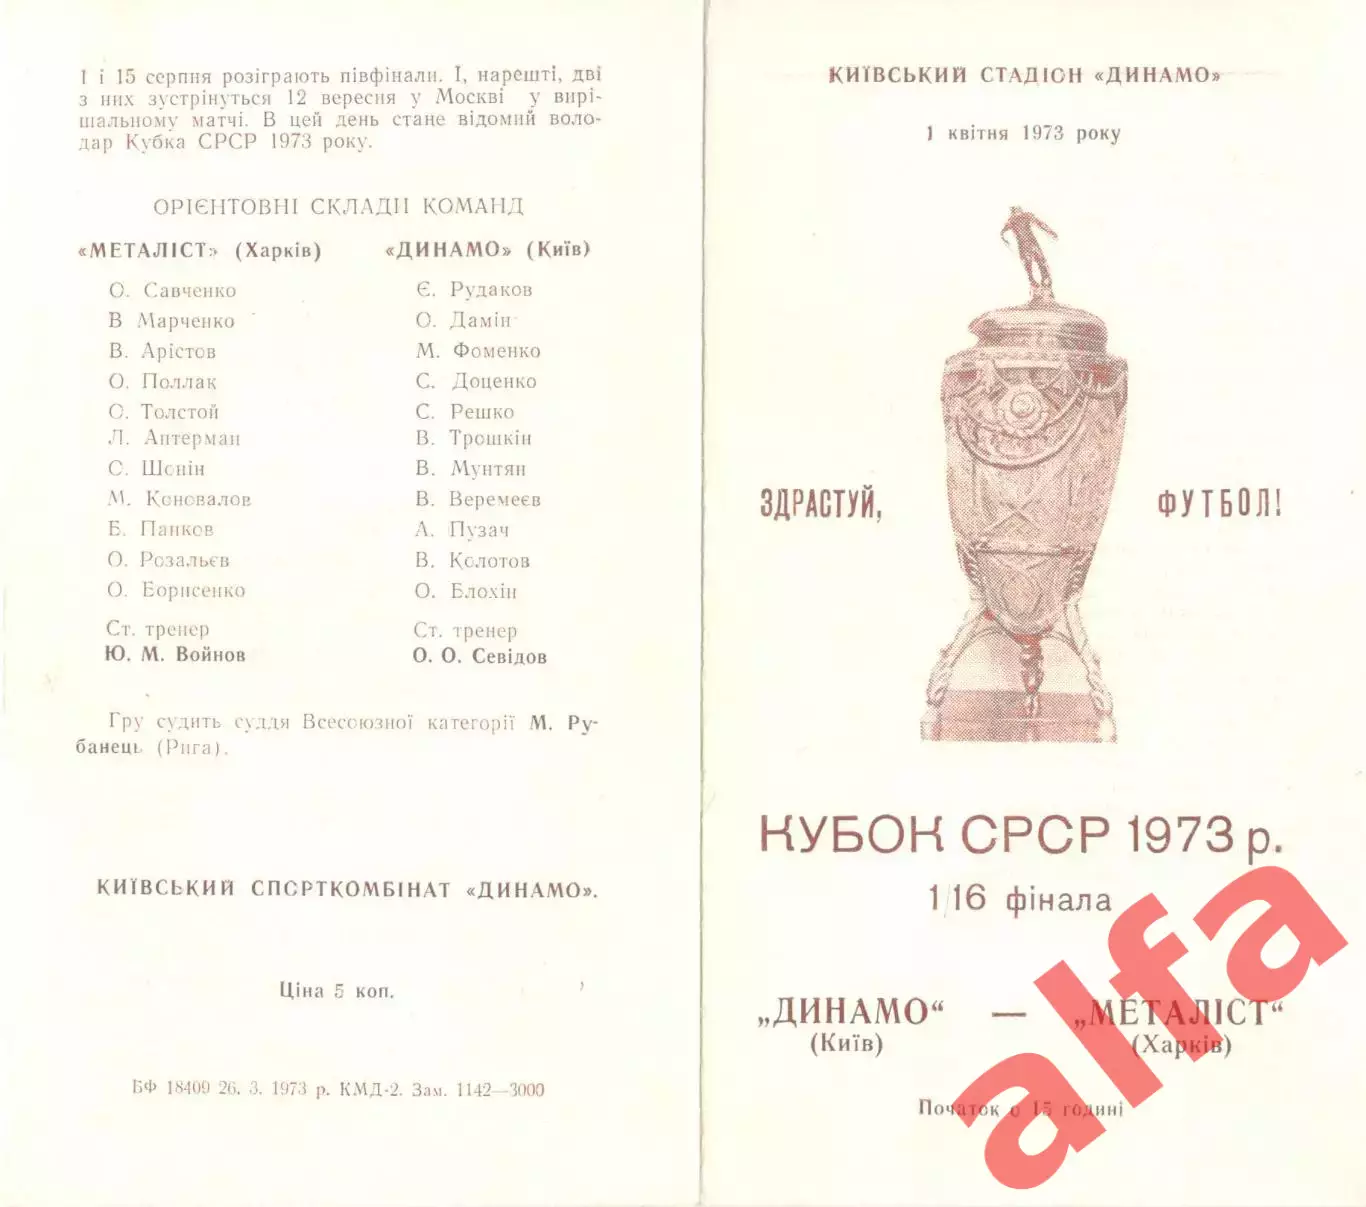 1 і 15 серпня розіграють півфінали. І, нарешті, дві
з них зустрінуться 12 вересня у Москві у вирі-
шальному матчі. В цей день стане відомий воло-
дар Кубка СРСР 1973 року.
ОРІЄНТОВНІ СКЛАДИ КОМАНД
«МЕТАЛІСТ» (Харків)
О. Савченко
В Марченко
В. Арістов
О. Поллак
С. Толстой
Л. Антерман
С. Шонін
М. Коновалов
Б. Панков
О. Розальєв
О. Борисенко
Ст. тренер
Ю. М. Войнов
«ДИНАМО» (Київ)
Є. Рудаков
О. Дамін
М. Фоменко
С. Доценко
С. Решко
В. Трошкін
В. Мунтян
В. Веремеєв
А. Пузач
В. Колотов
О. Блохін
Ст. тренер
О. О. Севідов
Гру судить суддя Всесоюзної категорії М. Ру-
банець (Рига).
КИЇВСЬКИЙ СПОРТКОМБІНАТ «ДИНАМО».
Ціна 5 коп.
БФ 18409 26. 3. 1973 р. КМД-2. Зам. 1142—3000
КИЇВСЬКИЙ СТАДІОН «ДИНАМО»
1 квітня 1973 року
ЗДРАСТУЙ, ФУТБОЛ!
КУБОК СРСР 1973 р.
1/16 фінала
„ДИНАМО“ — „МЕТАЛІСТ“
(Київ) (Харків)
Початок о 15 годині
alfa